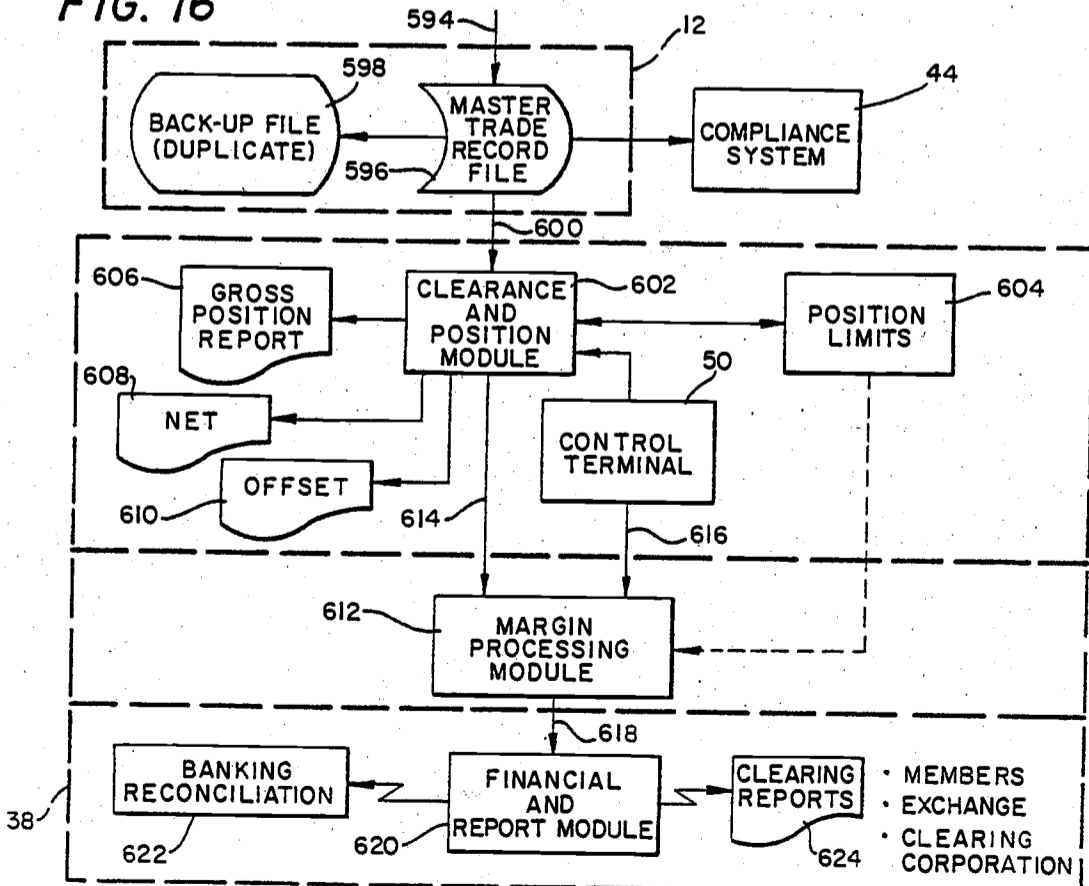 FIG. 16
594
12
598
BACK-UP FILE
(DUPLICATE)
MASTER
TRADE
RECORD
FILE
596
44
COMPLIANCE
SYSTEM
600
606
GROSS
POSITION
REPORT
CLEARANCE
AND
POSITION
MODULE
602
604
POSITION
LIMITS
608
NET
50
CONTROL
TERMINAL
OFFSET
610
614
616
612
MARGIN
PROCESSING
MODULE
618
BANKING
RECONCILIATION
FINANCIAL
AND
REPORT MODULE
CLEARING
REPORTS
• MEMBERS
• EXCHANGE
• CLEARING
CORPORATION
38
622
620
624